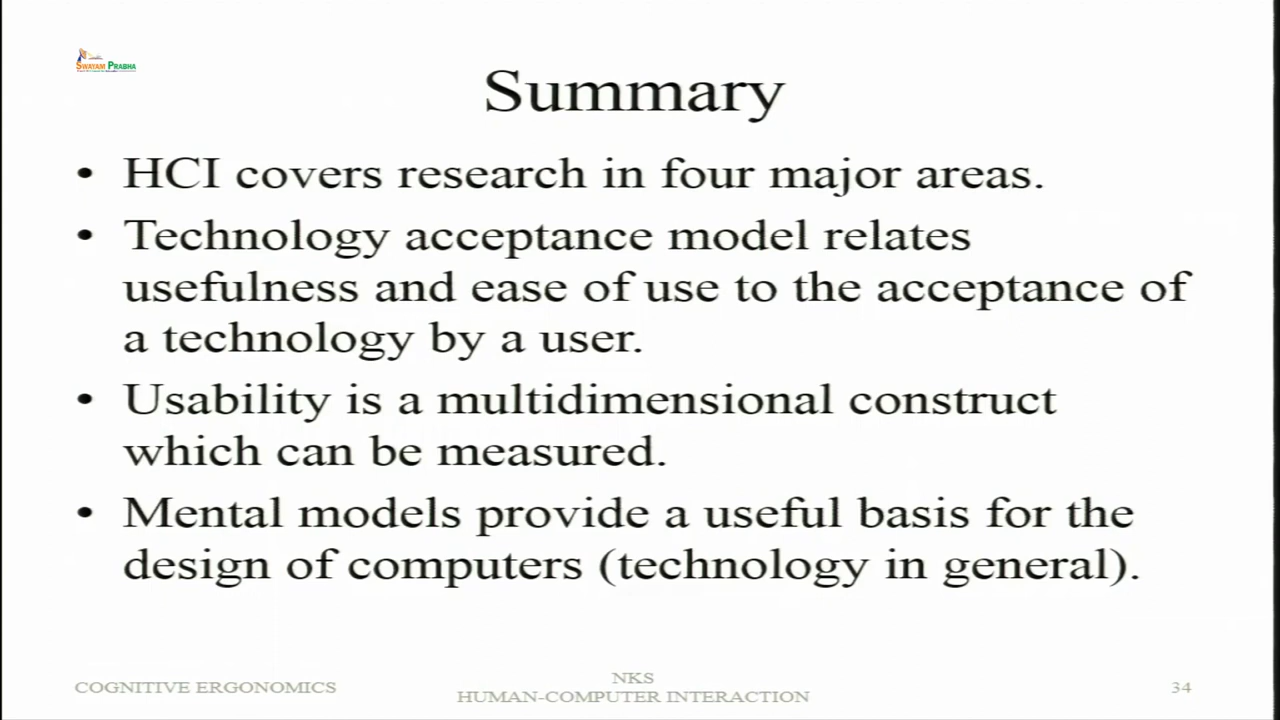 SWAYAM PRABHA
Summary
• HCI covers research in four major areas.
• Technology acceptance model relates
usefulness and ease of use to the acceptance of
a technology by a user.
• Usability is a multidimensional construct
which can be measured.
• Mental models provide a useful basis for the
design of computers (technology in general).
COGNITIVE ERGONOMICS
NKS
HUMAN-COMPUTER INTERACTION
34